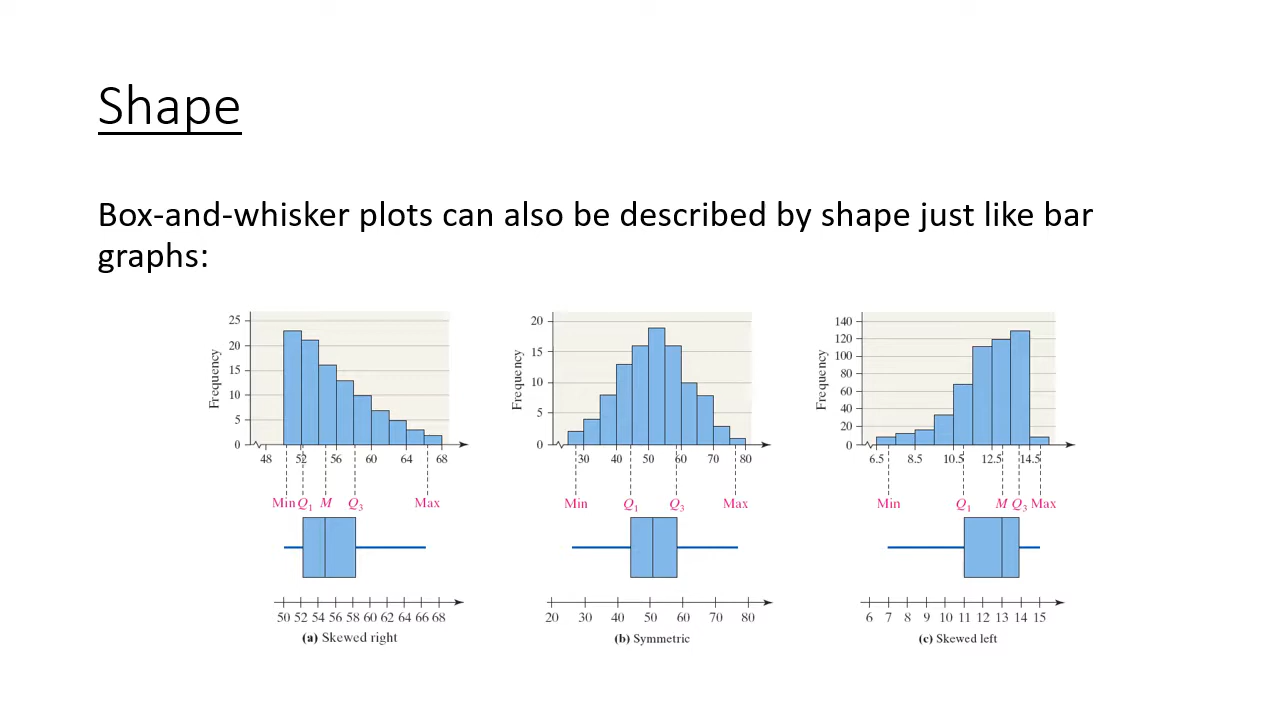 Shape
Box-and-whisker plots can also be described by shape just like bar
graphs:
Frequency
25
20
15
10
5
0
48 52 56 60 64 68
Min Q1 M Q3 Max
50 52 54 56 58 60 62 64 66 68
(a) Skewed right
Frequency
20
15
10
5
0
30 40 50 60 70 80
Min Q1 Q3 Max
20 30 40 50 60 70 80
(b) Symmetric
Frequency
140
120
100
80
60
40
20
0
6.5 8.5 10.5 12.5 14.5
Min Q1 M Q3 Max
6 7 8 9 10 11 12 13 14 15
(c) Skewed left